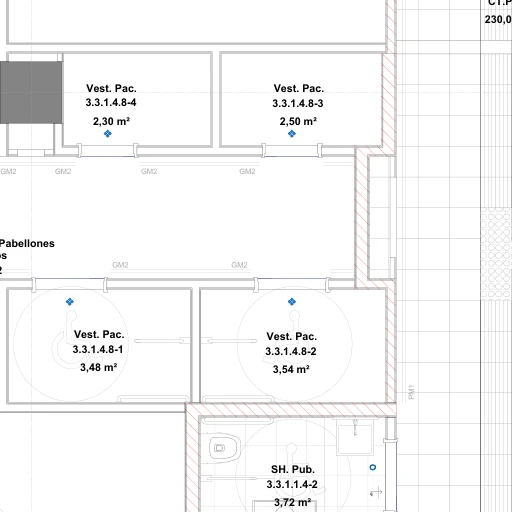 CT.P
230,0
Vest. Pac.
3.3.1.4.8-4
2,30 m²
Vest. Pac.
3.3.1.4.8-3
2,50 m²
GM2
GM2
GM2
GM2
Pabellones
os
2
GM2
GM2
Vest. Pac.
3.3.1.4.8-1
3,48 m²
Vest. Pac.
3.3.1.4.8-2
3,54 m²
PM1
SH. Pub.
3.3.1.1.4-2
3,72 m²